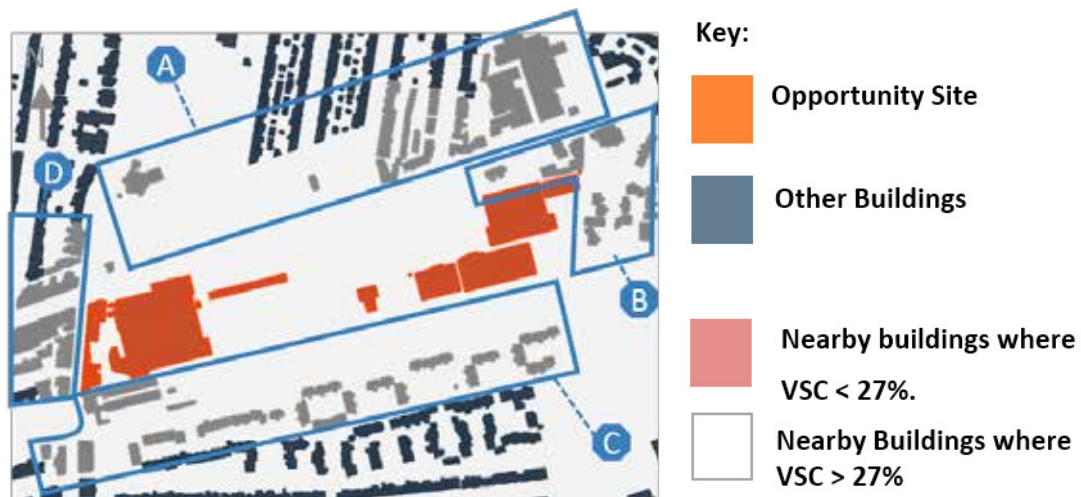 Key:
N
A
Opportunity Site
D
Other Buildings
B
Nearby buildings where
VSC < 27%.
C
Nearby Buildings where
VSC > 27%